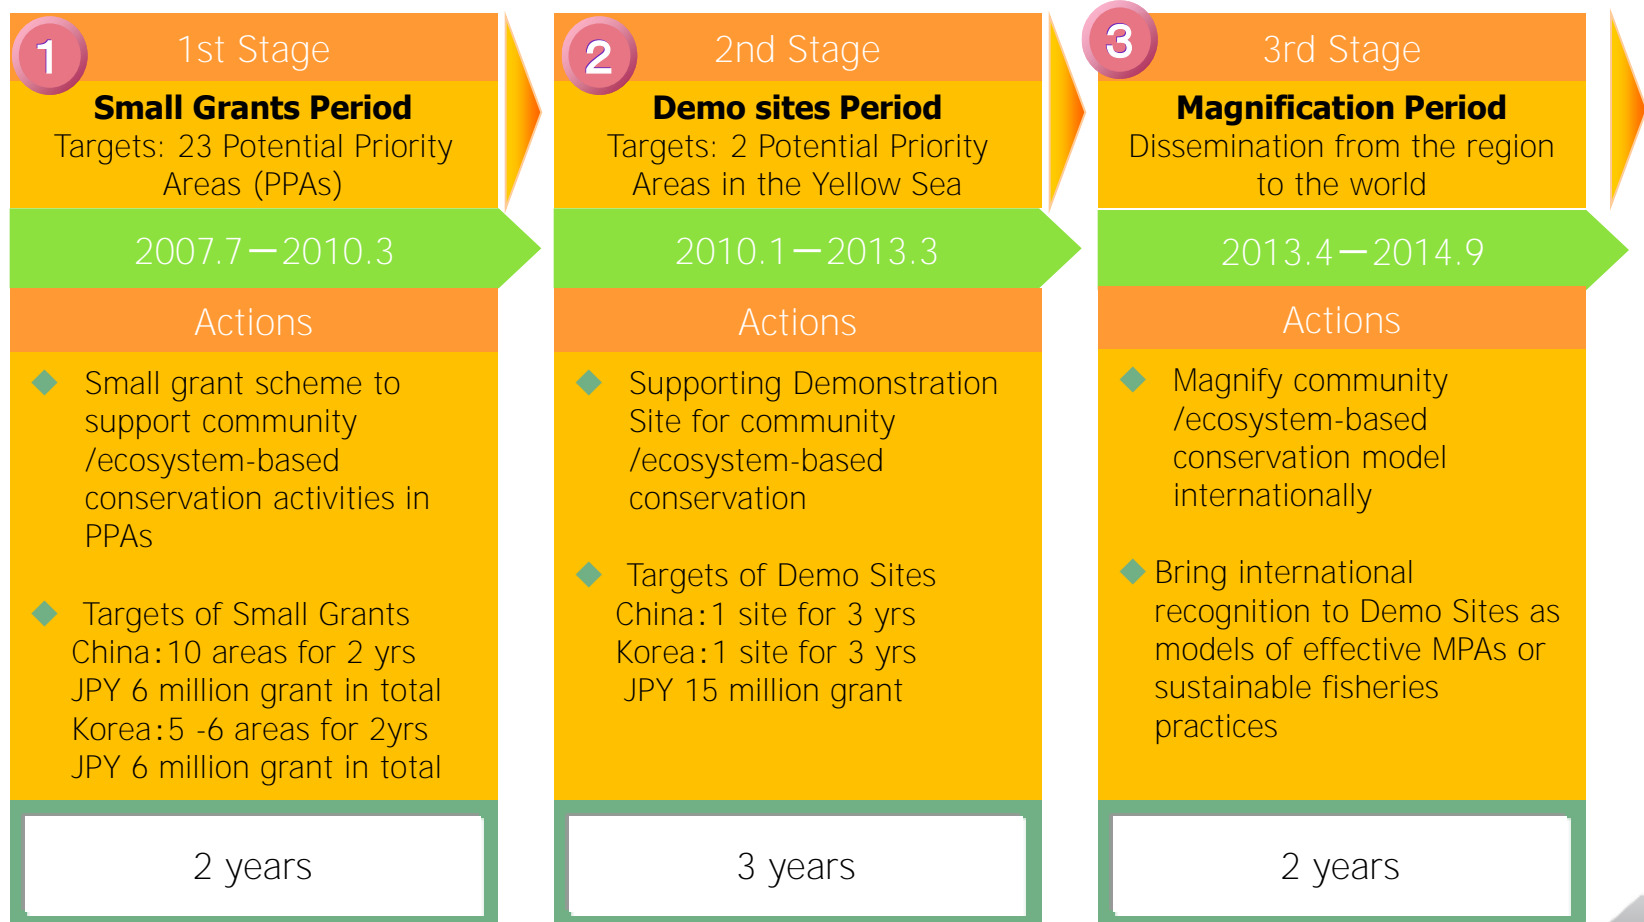 1
1st Stage
Small Grants Period
Targets: 23 Potential Priority
Areas (PPAs)
2007.7－2010.3
Actions
Small grant scheme to
support community
/ecosystem-based
conservation activities in
PPAs
Targets of Small Grants
China:10 areas for 2 yrs
JPY 6 million grant in total
Korea:5 -6 areas for 2yrs
JPY 6 million grant in total
2 years
2
2nd Stage
Demo sites Period
Targets: 2 Potential Priority
Areas in the Yellow Sea
2010.1－2013.3
Actions
Supporting Demonstration
Site for community
/ecosystem-based
conservation
Targets of Demo Sites
China:1 site for 3 yrs
Korea:1 site for 3 yrs
JPY 15 million grant
3 years
3
3rd Stage
Magnification Period
Dissemination from the region
to the world
2013.4－2014.9
Actions
Magnify community
/ecosystem-based
conservation model
internationally
Bring international
recognition to Demo Sites as
models of effective MPAs or
sustainable fisheries
practices
2 years